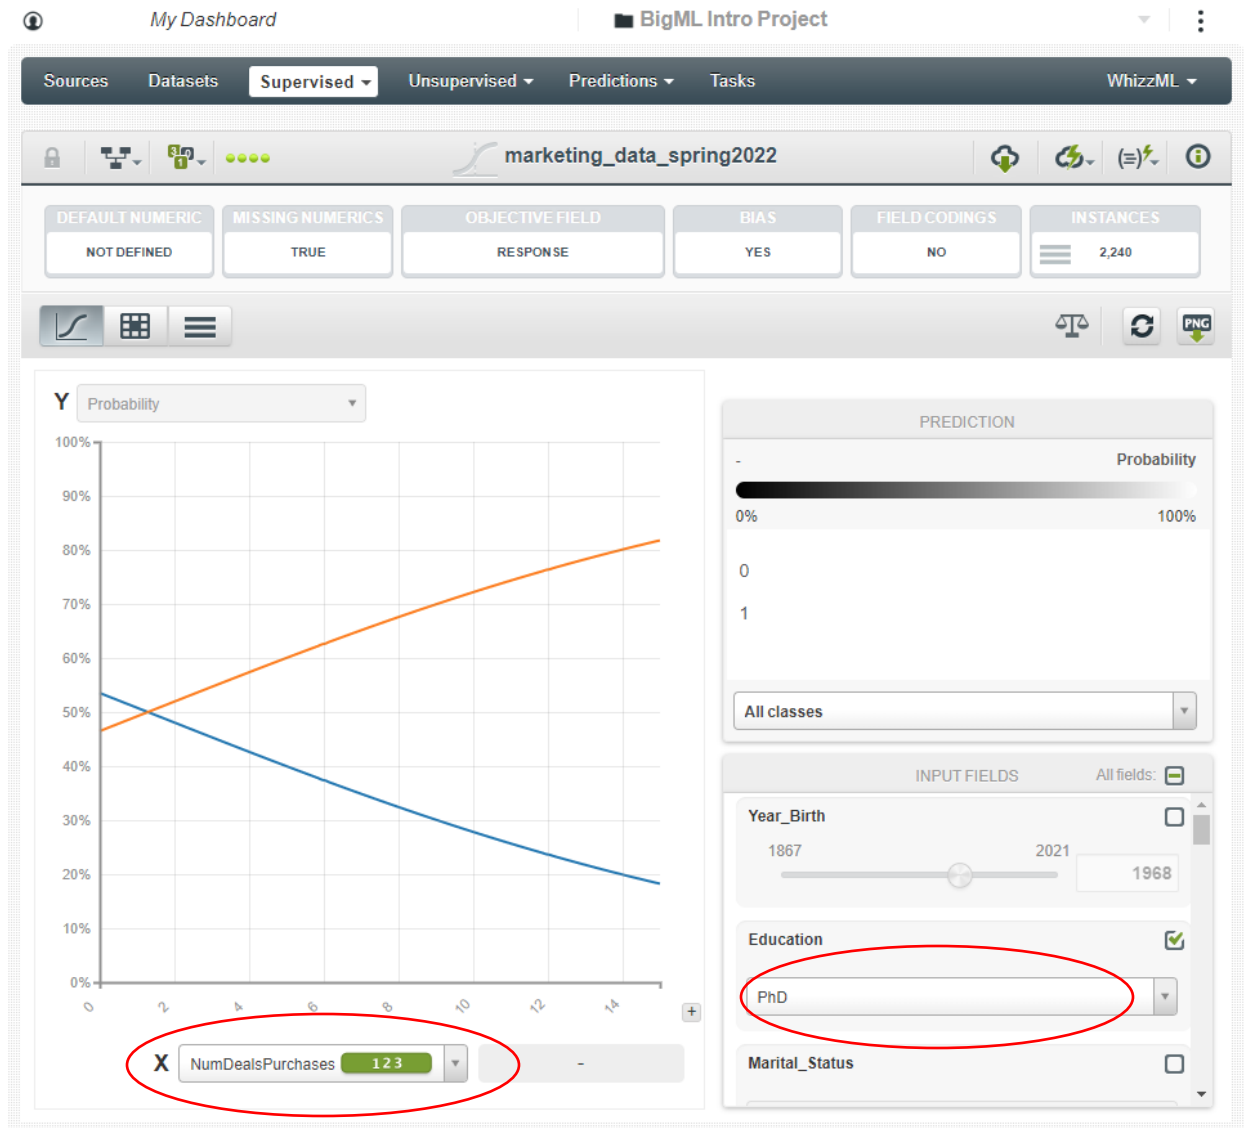 My Dashboard BigML Intro Project
Sources Datasets Supervised Unsupervised Predictions Tasks WhizzML
marketing_data_spring2022
DEFAULT NUMERIC MISSING NUMERICS OBJECTIVE FIELD BIAS FIELD CODINGS INSTANCES
NOT DEFINED TRUE RESPONSE YES NO 2,240
PNG
Y Probability
100%
90%
80%
70%
60%
50%
40%
30%
20%
10%
0%
0 2 4 6 8 10 12 14
+
X NumDealsPurchases 123 -
PREDICTION
- Probability
0% 100%
0
1
All classes
INPUT FIELDS All fields:
Year_Birth
1867 2021
1968
Education
PhD
Marital_Status